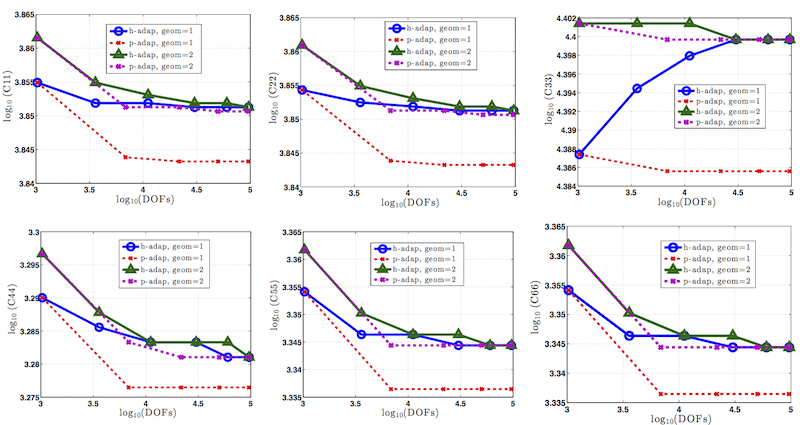 3.865
3.86
3.855
3.85
3.845
3.84
log10 (C11)
h-adap, geom=1
p-adap, geom=1
h-adap, geom=2
p-adap, geom=2
3 3.5 4 4.5 5
log10(DOFs)
3.865
3.86
3.855
3.85
3.845
3.84
log10 (C22)
h-adap, geom=1
p-adap, geom=1
h-adap, geom=2
p-adap, geom=2
3 3.5 4 4.5 5
log10(DOFs)
4.402
4.4
4.398
4.396
4.394
4.392
4.39
4.388
4.386
4.384
log10 (C33)
h-adap, geom=1
p-adap, geom=1
h-adap, geom=2
p-adap, geom=2
3 3.5 4 4.5 5
log10(DOFs)
3.3
3.295
3.29
3.285
3.28
3.275
log10 (C44)
h-adap, geom=1
p-adap, geom=1
h-adap, geom=2
p-adap, geom=2
3 3.5 4 4.5 5
log10(DOFs)
3.365
3.36
3.355
3.35
3.345
3.34
3.335
log10 (C55)
h-adap, geom=1
p-adap, geom=1
h-adap, geom=2
p-adap, geom=2
3 3.5 4 4.5 5
log10(DOFs)
3.365
3.36
3.355
3.35
3.345
3.34
3.335
log10 (C66)
h-adap, geom=1
p-adap, geom=1
h-adap, geom=2
p-adap, geom=2
3 3.5 4 4.5 5
log10(DOFs)